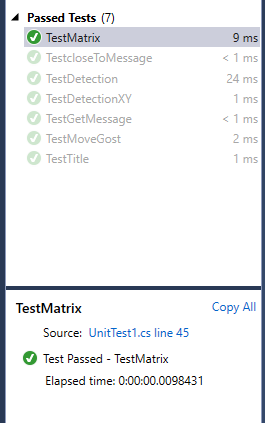 Passed Tests (7)
TestMatrix 9 ms
TestcloseToMessage < 1 ms
TestDetection 24 ms
TestDetectionXY 1 ms
TestGetMessage < 1 ms
TestMoveGost 2 ms
TestTitle 1 ms
TestMatrix Copy All
Source: UnitTest1.cs line 45
Test Passed - TestMatrix
Elapsed time: 0:00:00.0098431